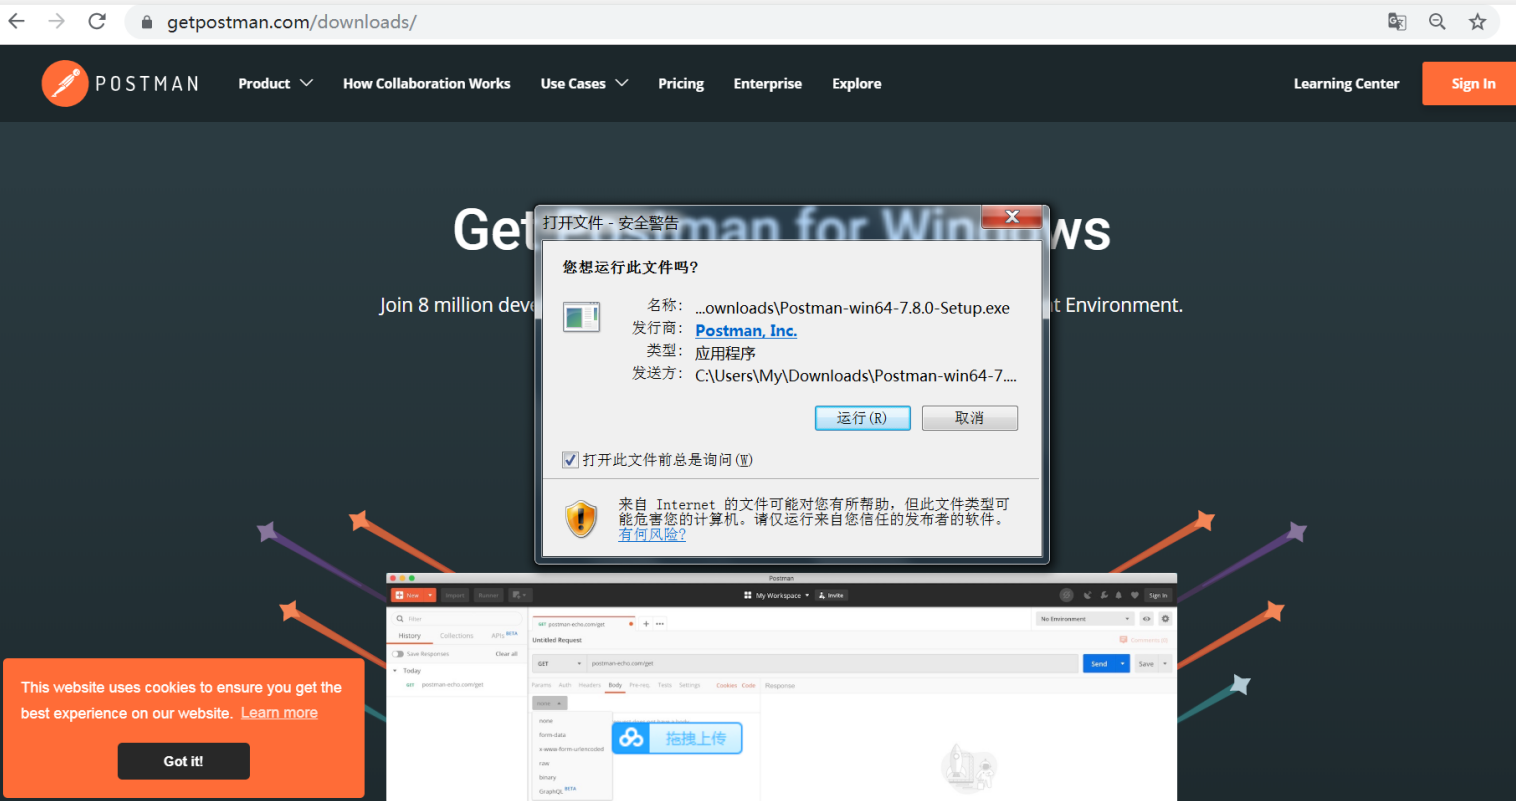 getpostman.com/downloads/
POSTMAN
Product
How Collaboration Works
Use Cases
Pricing
Enterprise
Explore
Learning Center
Sign In
Get Postman for Windows
Join 8 million deve
t Environment.
打开文件 - 安全警告
您想运行此文件吗?
名称: ...ownloads\Postman-win64-7.8.0-Setup.exe
发行商: Postman, Inc.
类型: 应用程序
发送方: C:\Users\My\Downloads\Postman-win64-7....
运行(R)
取消
打开此文件前总是询问(W)
来自 Internet 的文件可能对您有所帮助，但此文件类型可
能危害您的计算机。请仅运行来自您信任的发布者的软件。
有何风险?
Postman
New
Import
Runner
My Workspace
Invite
Sign In
Filter
History
Collections
APIs BETA
Save Responses
Clear all
Today
GET postman-echo.com/get
GET postman-echo.com/get
No Environment
Untitled Request
Comments (0)
GET
postman-echo.com/get
Send
Save
Params
Auth
Headers
Body
Pre-req.
Tests
Settings
Cookies
Code
Response
none
none
form-data
x-www-form-urlencoded
raw
binary
GraphQL BETA
拖拽上传
This website uses cookies to ensure you get the
best experience on our website. Learn more
Got it!